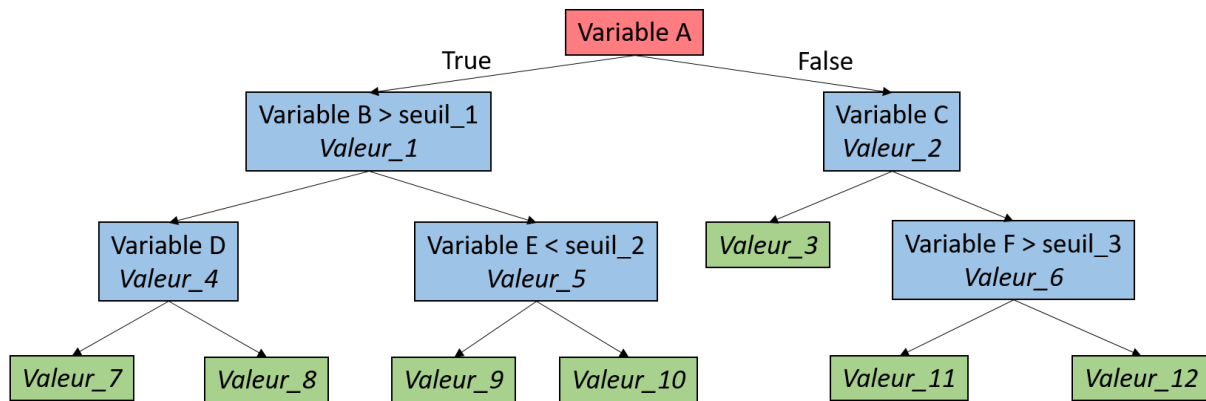 Variable A
True
False
Variable B > seuil_1
Valeur_1
Variable C
Valeur_2
Variable D
Valeur_4
Variable E < seuil_2
Valeur_5
Valeur_3
Variable F > seuil_3
Valeur_6
Valeur_7
Valeur_8
Valeur_9
Valeur_10
Valeur_11
Valeur_12